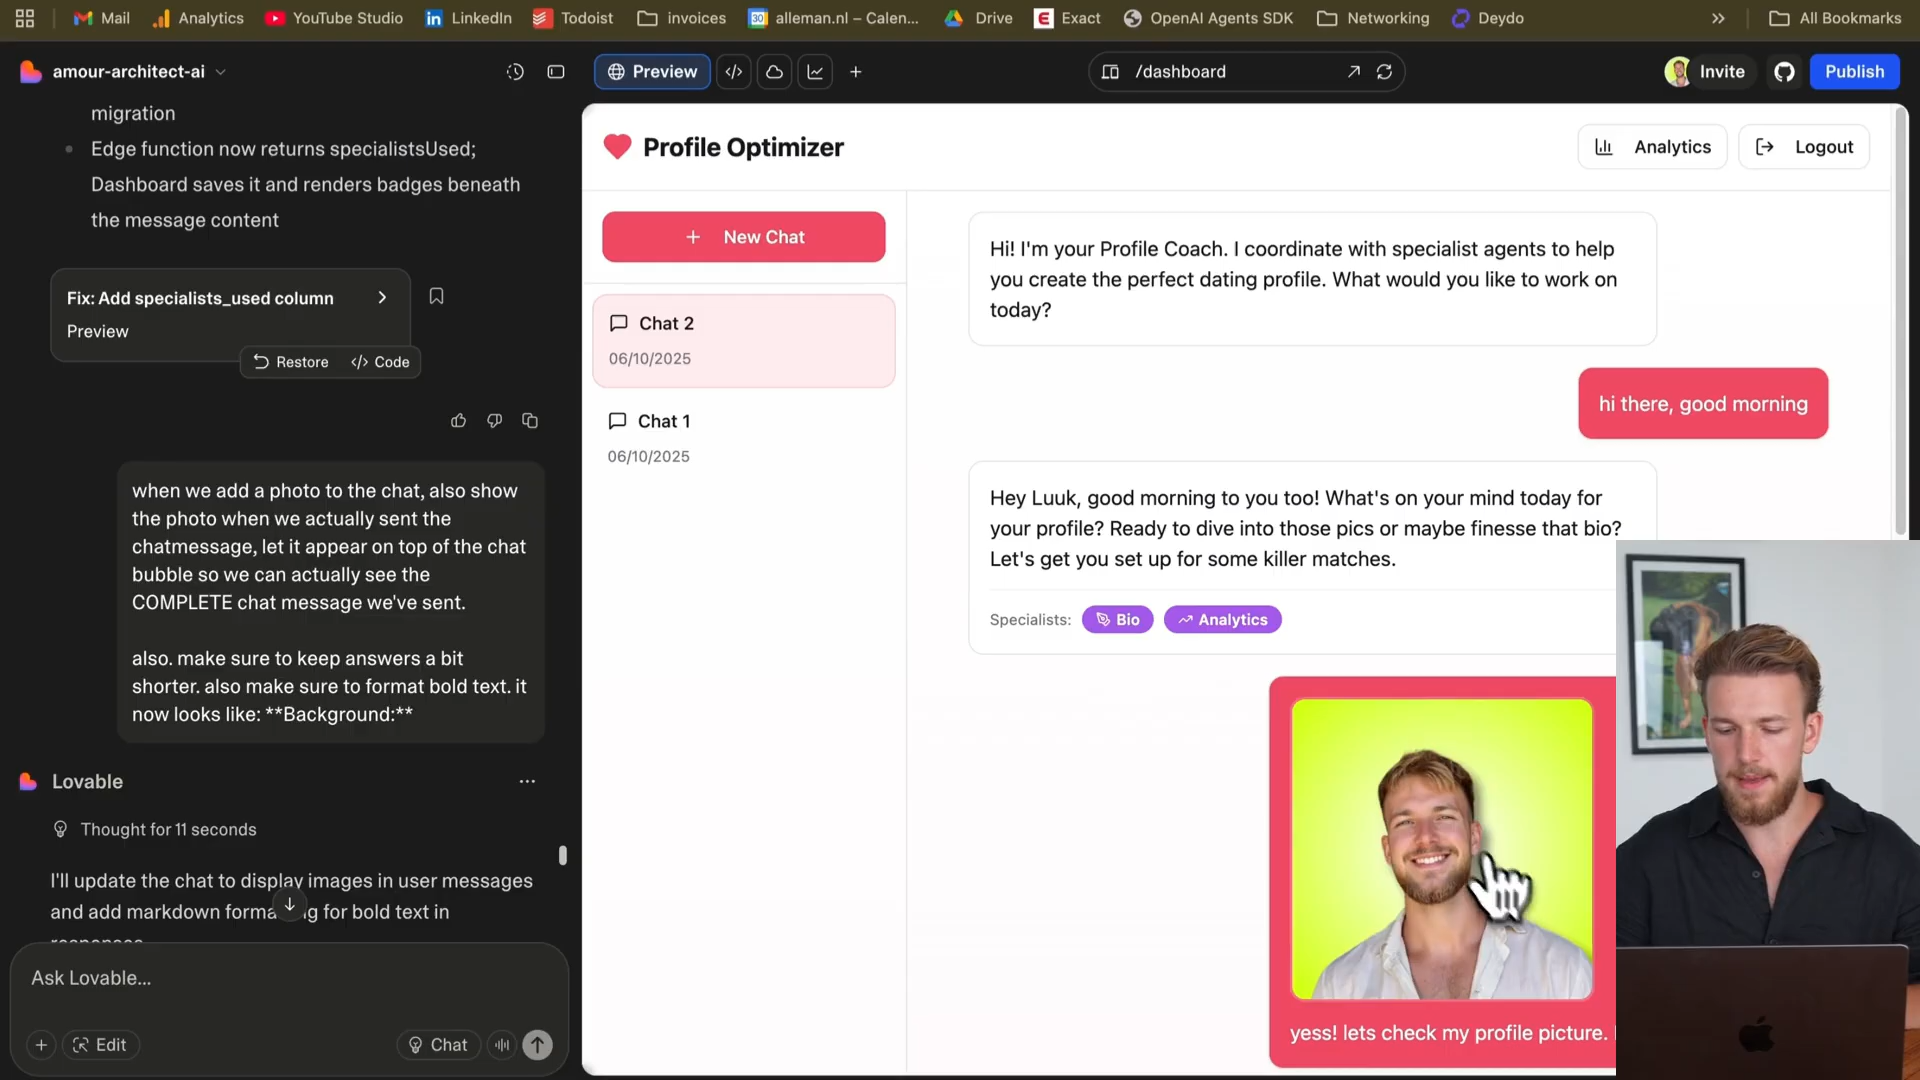 Mail
Analytics
YouTube Studio
LinkedIn
Todoist
invoices
alleman.nl – Calen...
Drive
Exact
OpenAI Agents SDK
Networking
Deydo
All Bookmarks
amour-architect-ai
Preview
/dashboard
Invite
Publish
migration
Edge function now returns specialistsUsed;
Dashboard saves it and renders badges beneath
the message content
Fix: Add specialists_used column
Preview
Restore
Code
when we add a photo to the chat, also show
the photo when we actually sent the
chatmessage, let it appear on top of the chat
bubble so we can actually see the
COMPLETE chat message we've sent.
also. make sure to keep answers a bit
shorter. also make sure to format bold text. it
now looks like: **Background:**
Lovable
Thought for 11 seconds
I'll update the chat to display images in user messages
and add markdown forma g for bold text in
Ask Lovable...
Edit
Chat
Profile Optimizer
Analytics
Logout
+ New Chat
Chat 2
06/10/2025
Chat 1
06/10/2025
Hi! I'm your Profile Coach. I coordinate with specialist agents to help
you create the perfect dating profile. What would you like to work on
today?
hi there, good morning
Hey Luuk, good morning to you too! What's on your mind today for
your profile? Ready to dive into those pics or maybe finesse that bio?
Let's get you set up for some killer matches.
Specialists:
Bio
Analytics
yess! lets check my profile picture.